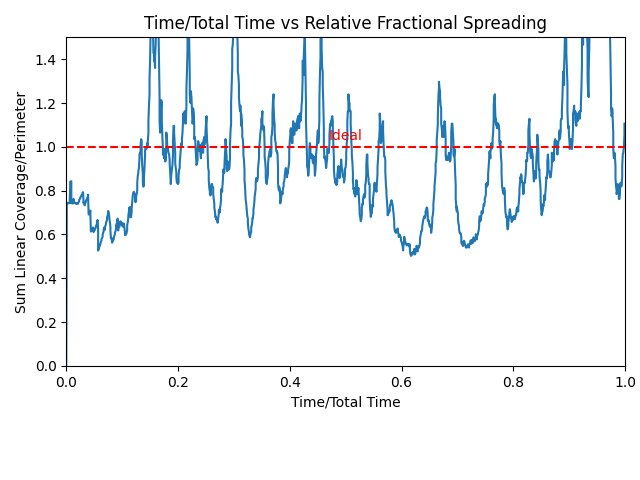 Time/Total Time vs Relative Fractional Spreading
1.4
1.2
1.0
0.8
0.6
0.4
0.2
0.0
Sum Linear Coverage/Perimeter
Ideal
0.0 0.2 0.4 0.6 0.8 1.0
Time/Total Time